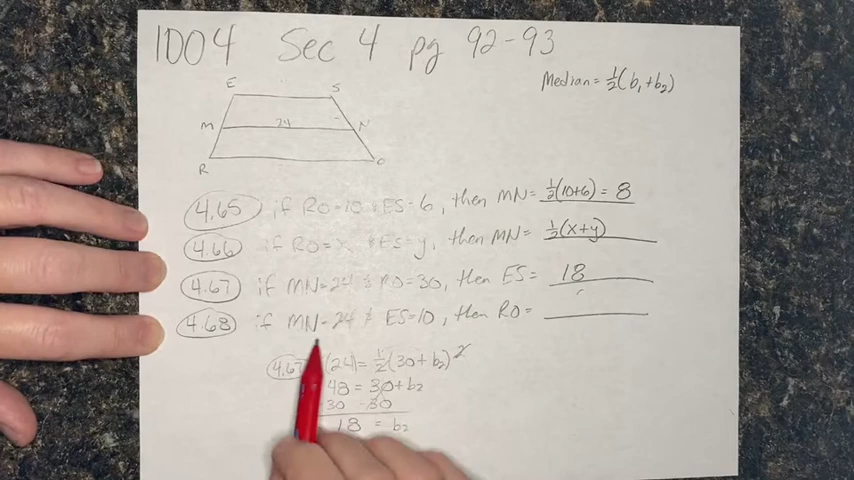 1004 Sec 4 pg 92-93
Median = ½(b₁+b₂)
E S
M 24 N
R O
4.65 if RO=10 & ES=6, then MN= ½(10+6) = 8
4.66 if RO=x & ES=y, then MN= ½(x+y)
4.67 if MN=24 & RO=30, then ES= 18
4.68 if MN=24 & ES=10, then RO=
4.67 (24)=½(30+b₂)2
48 = 30+b₂
30 -30
18 = b₂